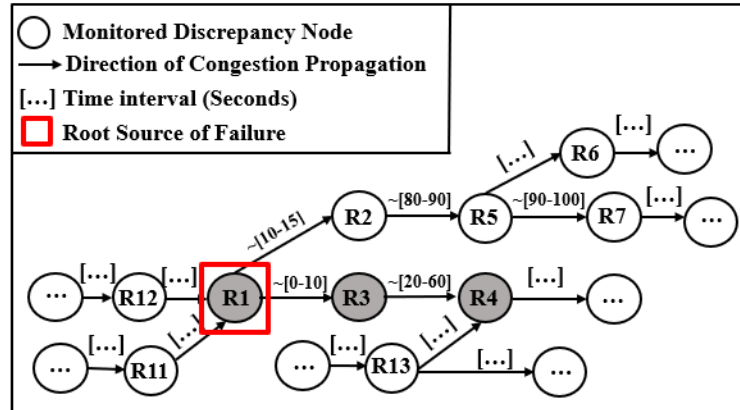 Monitored Discrepancy Node
Direction of Congestion Propagation
[...] Time interval (Seconds)
Root Source of Failure
[...]
[...]
R6
...
~[80-90]
~[90-100]
[...]
~[10-15]
R2
R5
R7
...
[...]
[...]
~[0-10]
~[20-60]
[...]
...
R12
R1
R3
R4
...
[...]
[...]
[...]
[...]
[...]
...
R11
...
R13
...